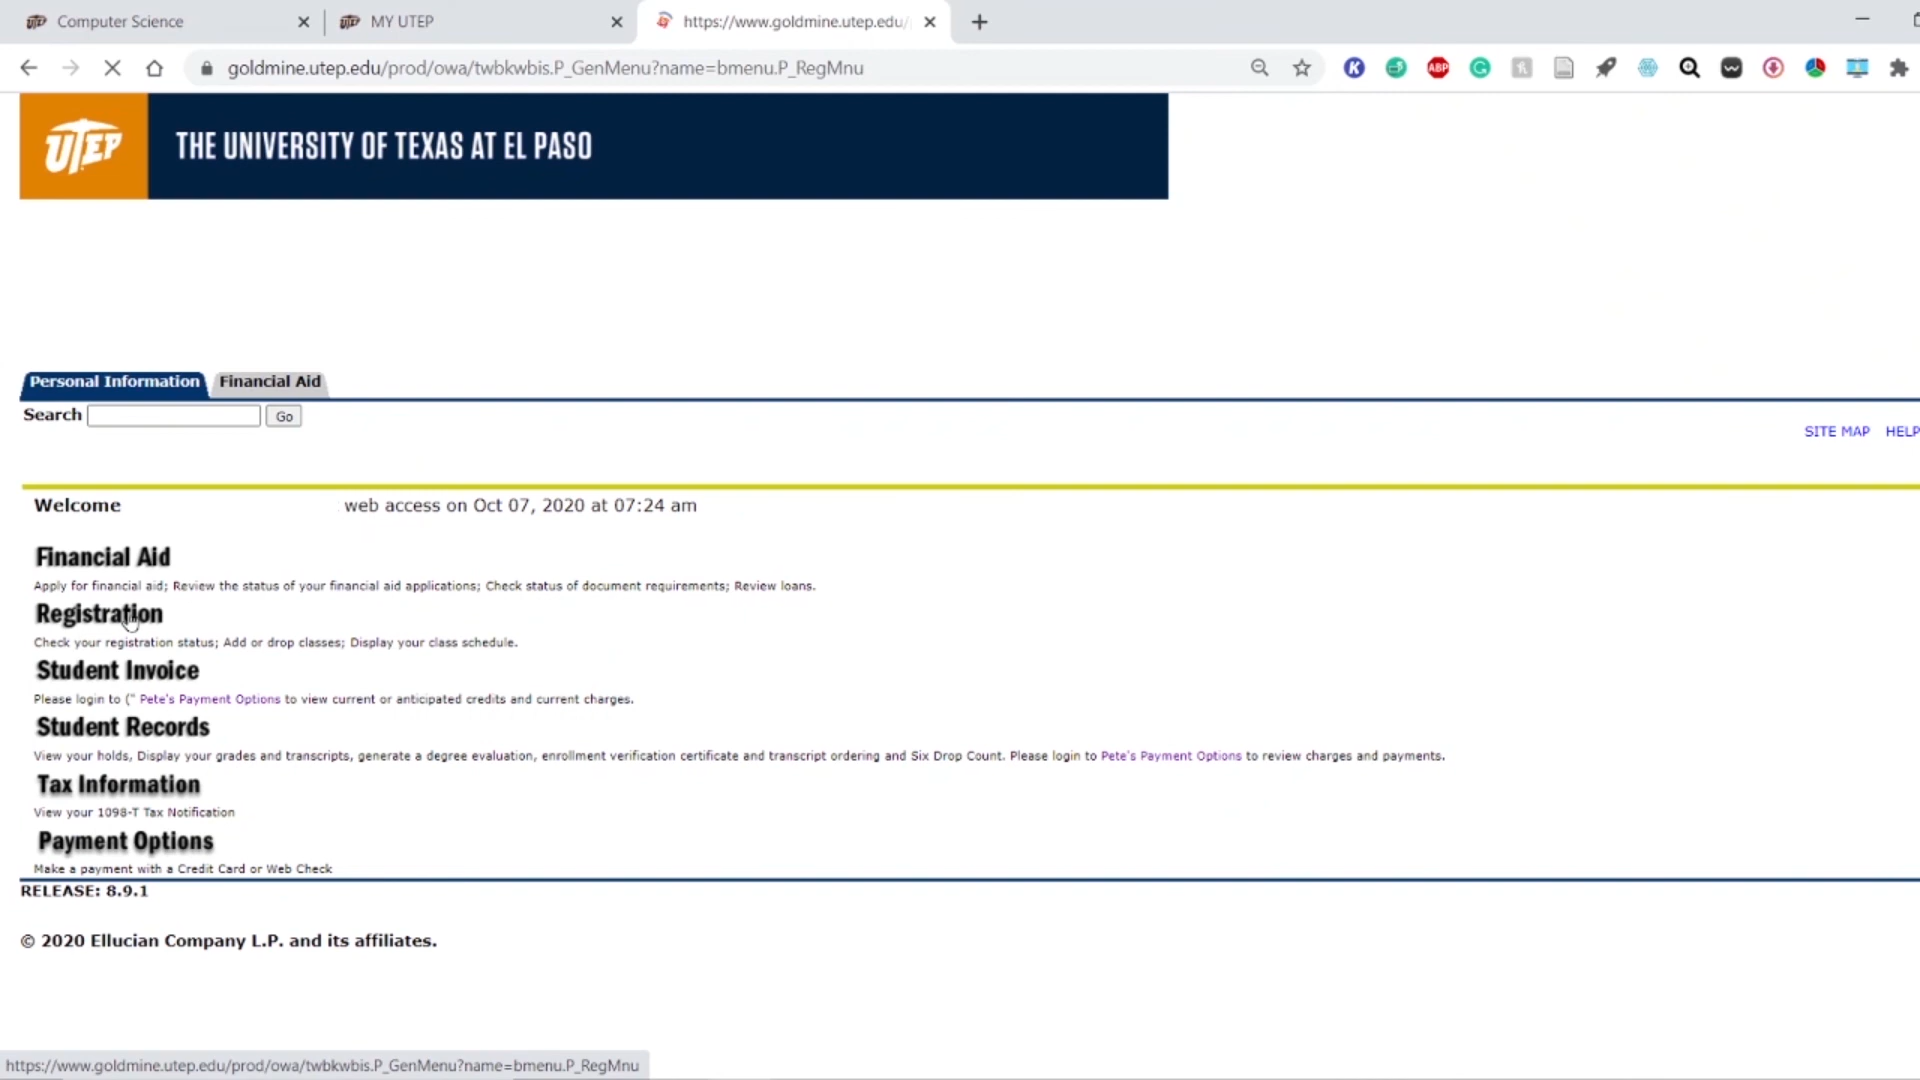 Computer Science
MY UTEP
https://www.goldmine.utep.edu/
goldmine.utep.edu/prod/owa/twbkwbis.P_GenMenu?name=bmenu.P_RegMnu
ABP
UTEP
THE UNIVERSITY OF TEXAS AT EL PASO
Personal Information
Financial Aid
Search
Go
SITE MAP HELP
Welcome web access on Oct 07, 2020 at 07:24 am
Financial Aid
Apply for financial aid; Review the status of your financial aid applications; Check status of document requirements; Review loans.
Registration
Check your registration status; Add or drop classes; Display your class schedule.
Student Invoice
Please login to (" Pete's Payment Options to view current or anticipated credits and current charges.
Student Records
View your holds, Display your grades and transcripts, generate a degree evaluation, enrollment verification certificate and transcript ordering and Six Drop Count. Please login to Pete's Payment Options to review charges and payments.
Tax Information
View your 1098-T Tax Notification
Payment Options
Make a payment with a Credit Card or Web Check
RELEASE: 8.9.1
© 2020 Ellucian Company L.P. and its affiliates.
https://www.goldmine.utep.edu/prod/owa/twbkwbis.P_GenMenu?name=bmenu.P_RegMnu